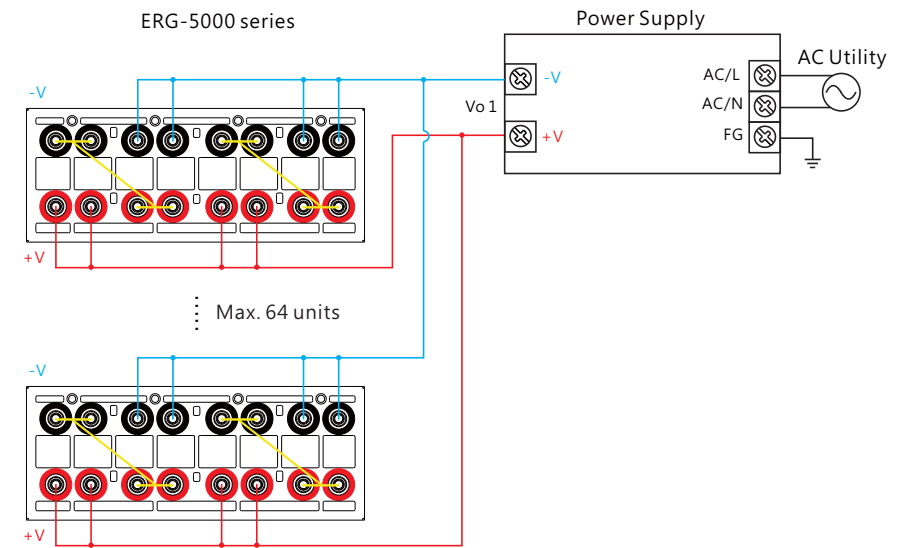 ERG-5000 series
Power Supply
AC Utility
-V
Vo 1
+V
AC/L
AC/N
FG
-V
+V
Max. 64 units
-V
+V